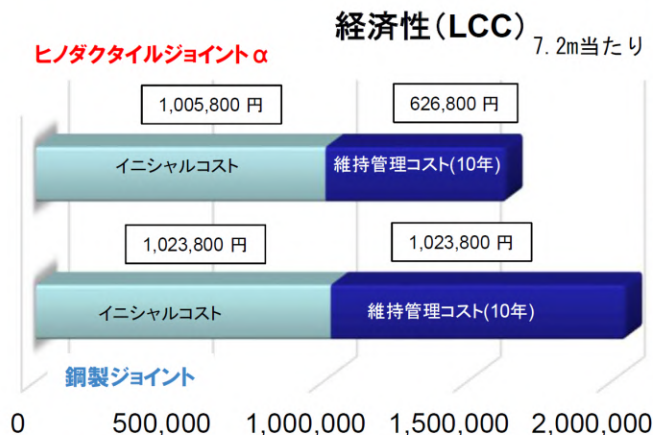 経済性(LCC) 7.2m当たり
ヒノダクタイルジョイントα
1,005,800 円 626,800 円
イニシャルコスト 維持管理コスト(10年)
1,023,800 円 1,023,800 円
イニシャルコスト 維持管理コスト(10年)
鋼製ジョイント
0 500,000 1,000,000 1,500,000 2,000,000